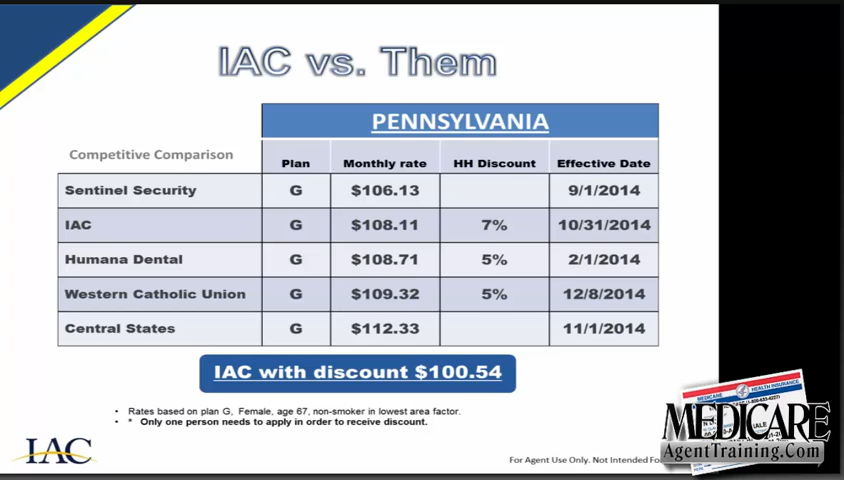 IAC vs. Them
PENNSYLVANIA
Competitive Comparison
Plan Monthly rate HH Discount Effective Date
Sentinel Security G $106.13 9/1/2014
IAC G $108.11 7% 10/31/2014
Humana Dental G $108.71 5% 2/1/2014
Western Catholic Union G $109.32 5% 12/8/2014
Central States G $112.33 11/1/2014
IAC with discount $100.54
• Rates based on plan G, Female, age 67, non-smoker in lowest area factor.
• * Only one person needs to apply in order to receive discount.
IAC
For Agent Use Only. Not Intended Fo
MEDICARE HEALTH INSURANCE
MEDICARE
AgentTraining.Com